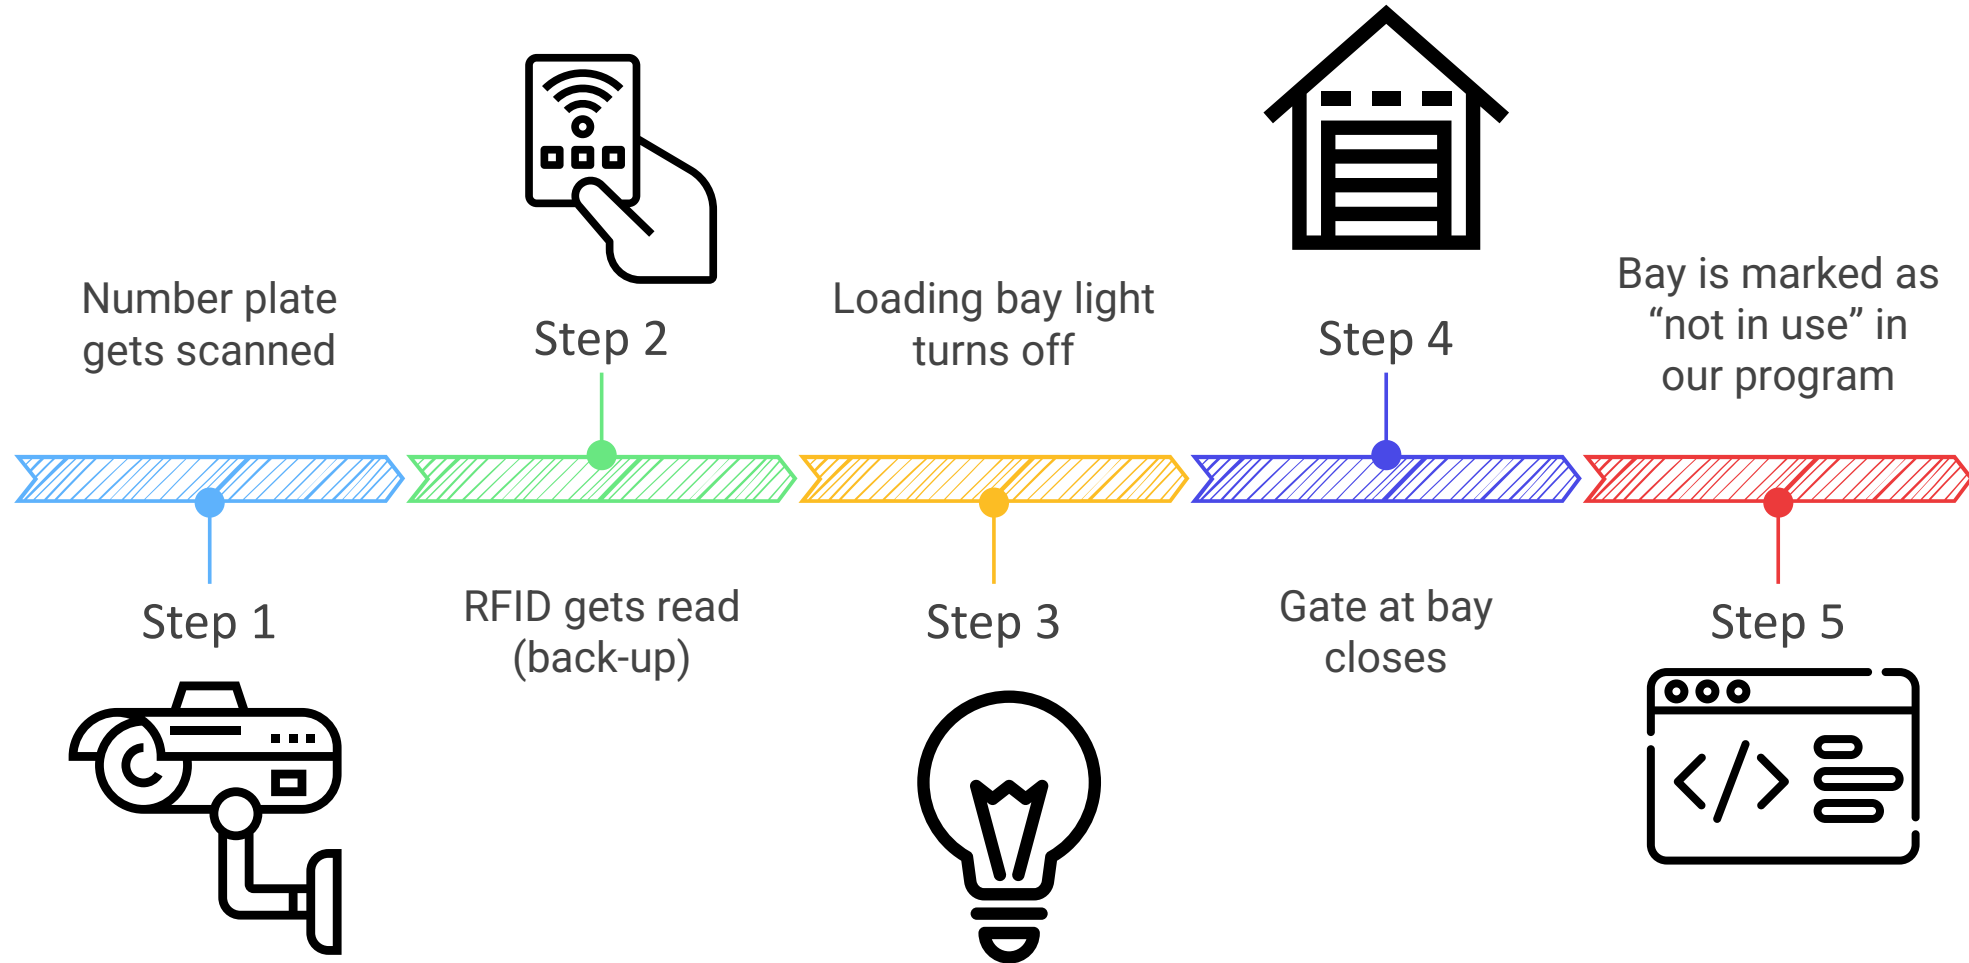 Number plate
gets scanned
Step 1
Step 2
RFID gets read
(back-up)
Loading bay light
turns off
Step 3
Step 4
Gate at bay
closes
Bay is marked as
“not in use” in
our program
Step 5